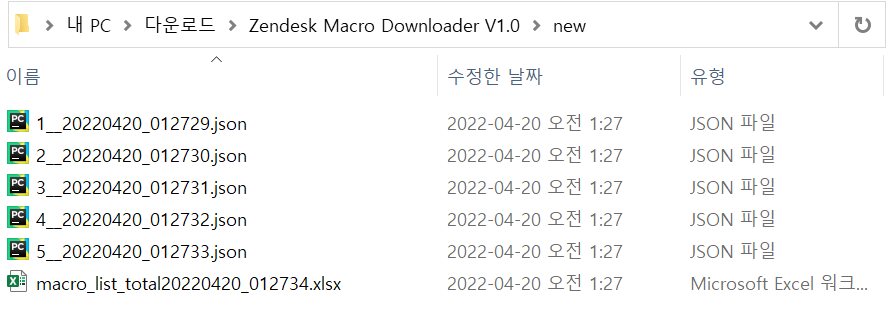 내 PC > 다운로드 > Zendesk Macro Downloader V1.0 > new
이름 수정한 날짜 유형
1__20220420_012729.json 2022-04-20 오전 1:27 JSON 파일
2__20220420_012730.json 2022-04-20 오전 1:27 JSON 파일
3__20220420_012731.json 2022-04-20 오전 1:27 JSON 파일
4__20220420_012732.json 2022-04-20 오전 1:27 JSON 파일
5__20220420_012733.json 2022-04-20 오전 1:27 JSON 파일
macro_list_total20220420_012734.xlsx 2022-04-20 오전 1:27 Microsoft Excel 워크...